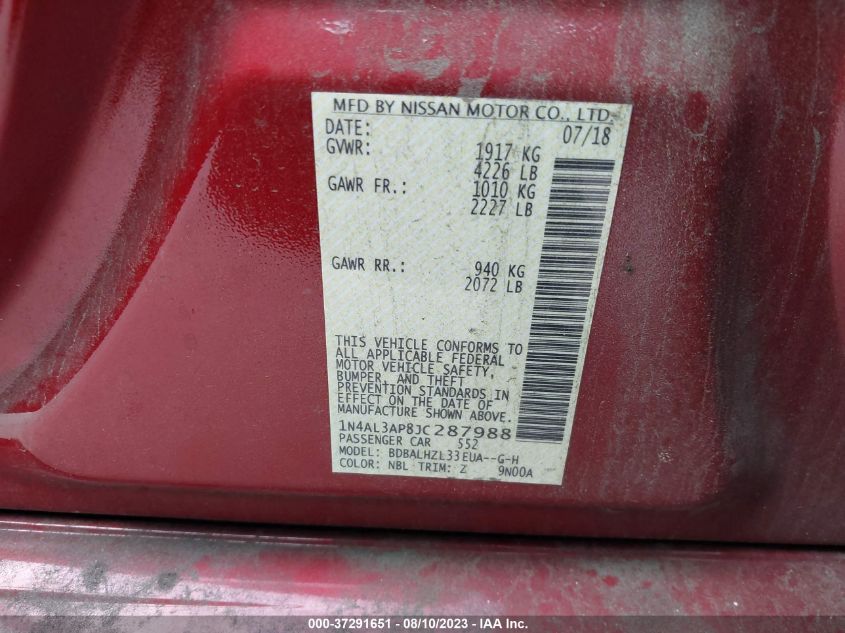 MFD BY NISSAN MOTOR CO., LTD.
DATE: 07/18
GVWR: 1917 KG
4226 LB
GAWR FR.: 1010 KG
2227 LB
GAWR RR.: 940 KG
2072 LB
THIS VEHICLE CONFORMS TO
ALL APPLICABLE FEDERAL
MOTOR VEHICLE SAFETY,
BUMPER, AND THEFT
PREVENTION STANDARDS IN
EFFECT ON THE DATE OF
MANUFACTURE SHOWN ABOVE.
1N4AL3AP8JC287988
PASSENGER CAR 552
MODEL: BDBALHZL33EUA--G-H
COLOR: NBL TRIM: Z 9N00A
000-37291651 - 08/10/2023 - Copyright © 2023 IAA, Inc.